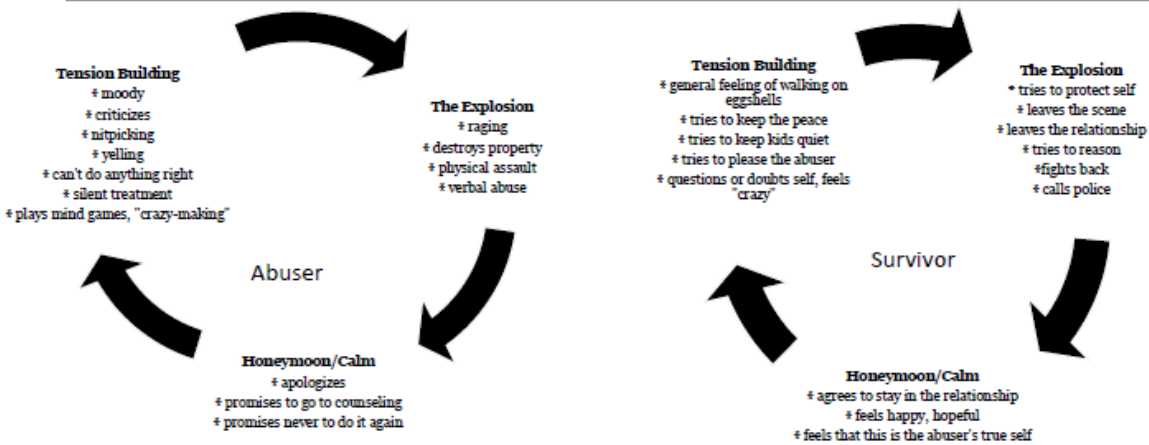 Tension Building
* moody
* criticizes
* nitpicking
* yelling
* can't do anything right
* silent treatment
* plays mind games, "crazy-making"
The Explosion
* raging
* destroys property
* physical assault
* verbal abuse
Abuser
Honeymoon/Calm
* apologizes
* promises to go to counseling
* promises never to do it again
Tension Building
* general feeling of walking on
eggshells
* tries to keep the peace
* tries to keep kids quiet
* tries to please the abuser
* questions or doubts self, feels
"crazy"
The Explosion
* tries to protect self
* leaves the scene
* leaves the relationship
* tries to reason
*fights back
* calls police
Survivor
Honeymoon/Calm
* agrees to stay in the relationship
* feels happy, hopeful
* feels that this is the abuser's true self